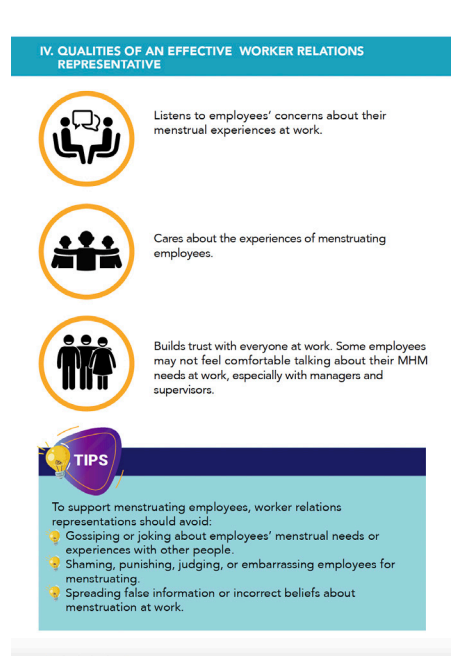 IV. QUALITIES OF AN EFFECTIVE WORKER RELATIONS
REPRESENTATIVE
Listens to employees' concerns about their
menstrual experiences at work.
Cares about the experiences of menstruating
employees.
Builds trust with everyone at work. Some employees
may not feel comfortable talking about their MHM
needs at work, especially with managers and
supervisors.
TIPS
To support menstruating employees, worker relations
representations should avoid:
Gossiping or joking about employees' menstrual needs or
experiences with other people.
Shaming, punishing, judging, or embarrassing employees for
menstruating.
Spreading false information or incorrect beliefs about
menstruation at work.